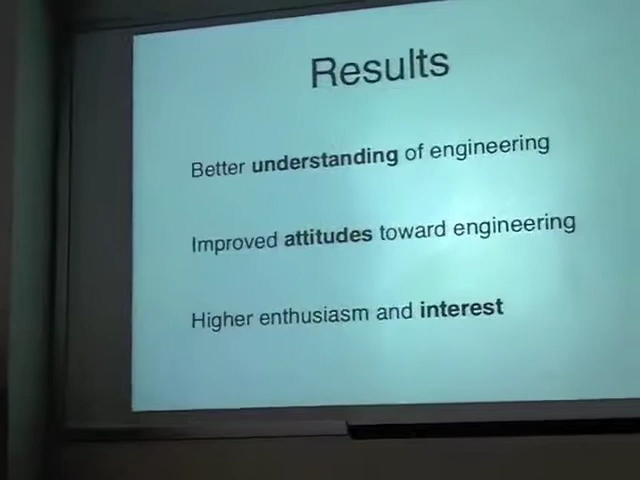 Results
Better understanding of engineering
Improved attitudes toward engineering
Higher enthusiasm and interest